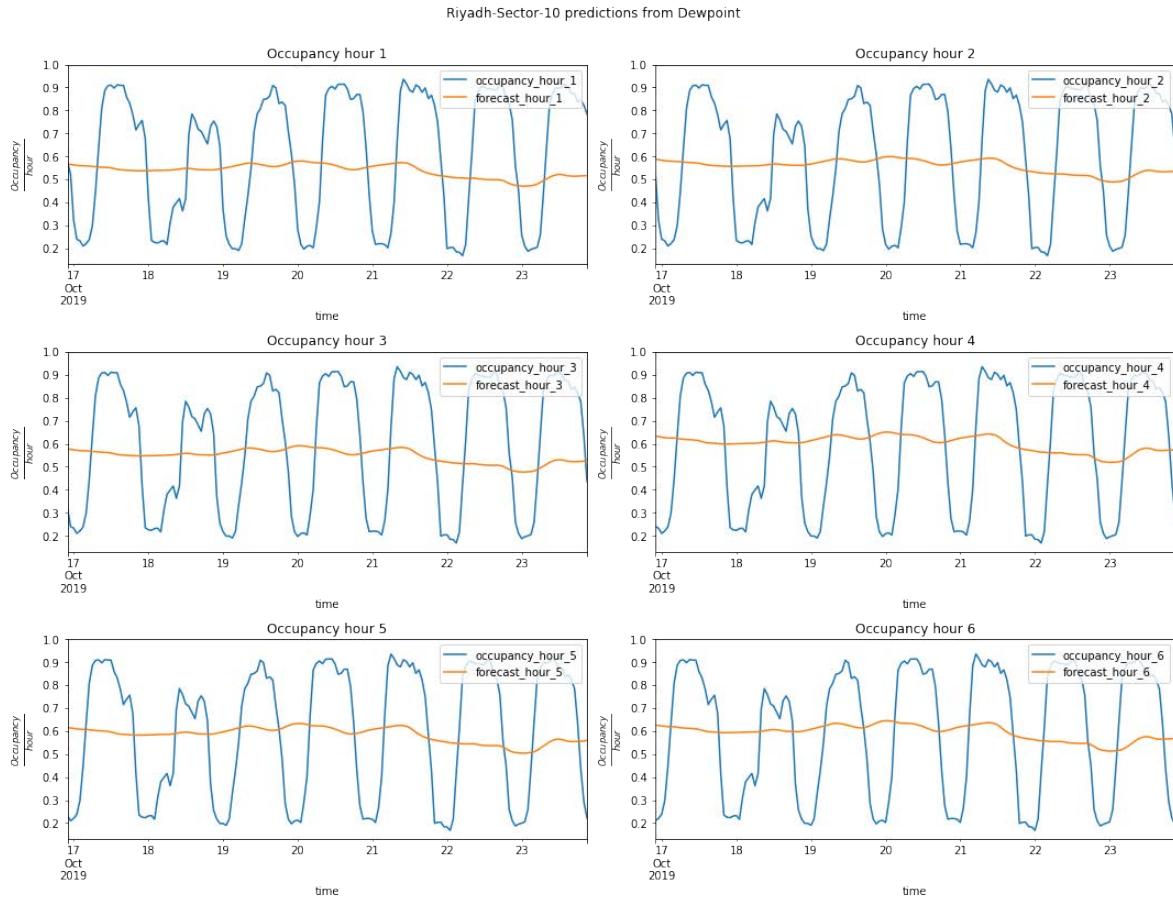 Riyadh-Sector-10 predictions from Dewpoint
Occupancy hour 1
1.0
0.9
0.8
0.7
0.6
0.5
0.4
0.3
0.2
Occupancy
hour
occupancy_hour_1
forecast_hour_1
17 18 19 20 21 22 23
Oct
2019
time
Occupancy hour 2
1.0
0.9
0.8
0.7
0.6
0.5
0.4
0.3
0.2
Occupancy
hour
occupancy_hour_2
forecast_hour_2
17 18 19 20 21 22 23
Oct
2019
time
Occupancy hour 3
1.0
0.9
0.8
0.7
0.6
0.5
0.4
0.3
0.2
Occupancy
hour
occupancy_hour_3
forecast_hour_3
17 18 19 20 21 22 23
Oct
2019
time
Occupancy hour 4
1.0
0.9
0.8
0.7
0.6
0.5
0.4
0.3
0.2
Occupancy
hour
occupancy_hour_4
forecast_hour_4
17 18 19 20 21 22 23
Oct
2019
time
Occupancy hour 5
1.0
0.9
0.8
0.7
0.6
0.5
0.4
0.3
0.2
Occupancy
hour
occupancy_hour_5
forecast_hour_5
17 18 19 20 21 22 23
Oct
2019
time
Occupancy hour 6
1.0
0.9
0.8
0.7
0.6
0.5
0.4
0.3
0.2
Occupancy
hour
occupancy_hour_6
forecast_hour_6
17 18 19 20 21 22 23
Oct
2019
time